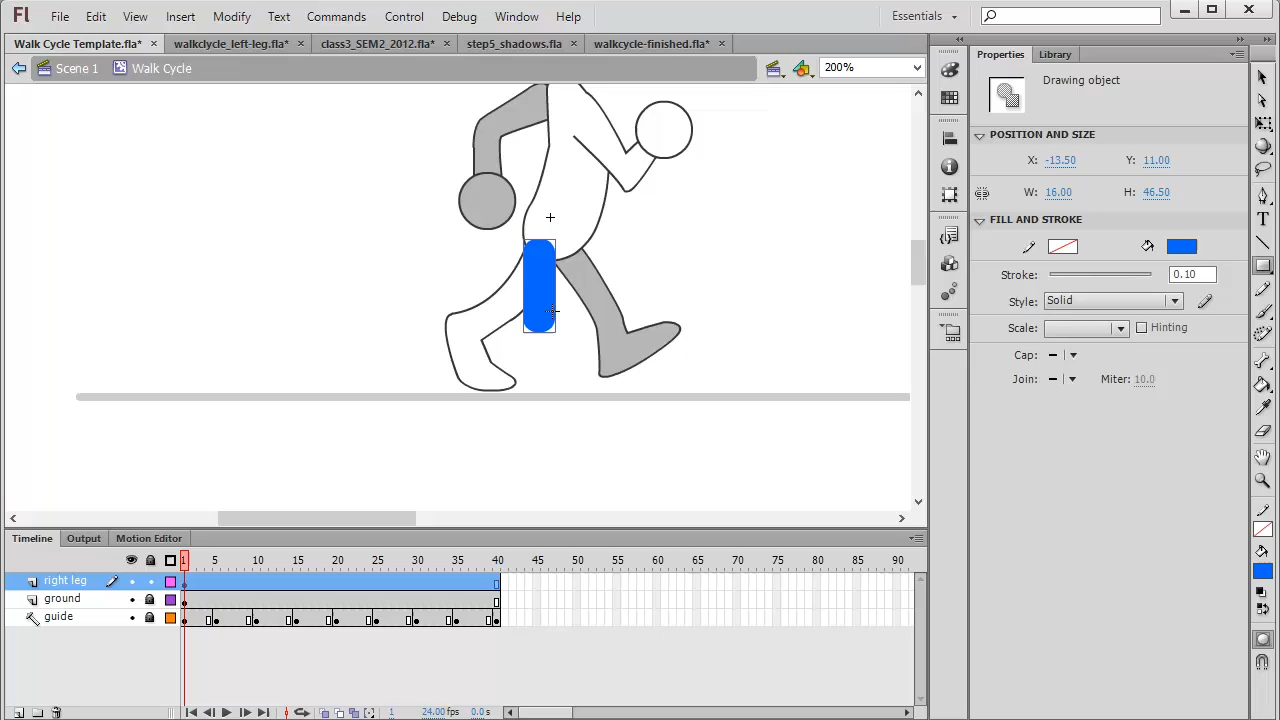 Fl File Edit View Insert Modify Text Commands Control Debug Window Help Essentials
Walk Cycle Template.fla* × walkclycle_left-leg.fla* × class3_SEM2_2012.fla* × step5_shadows.fla × walkcycle-finished.fla* ×
Scene 1 Walk Cycle 200%
Properties Library
Drawing object
POSITION AND SIZE
X: -13.50 Y: 11.00
W: 16.00 H: 46.50
FILL AND STROKE
Stroke: 0.10
Style: Solid
Scale: Hinting
Cap: Join: Miter: 10.0
Timeline Output Motion Editor
1 5 10 15 20 25 30 35 40 45 50 55 60 65 70 75 80 85 90
right leg
ground
guide
1 24.00 fps 0.0 s